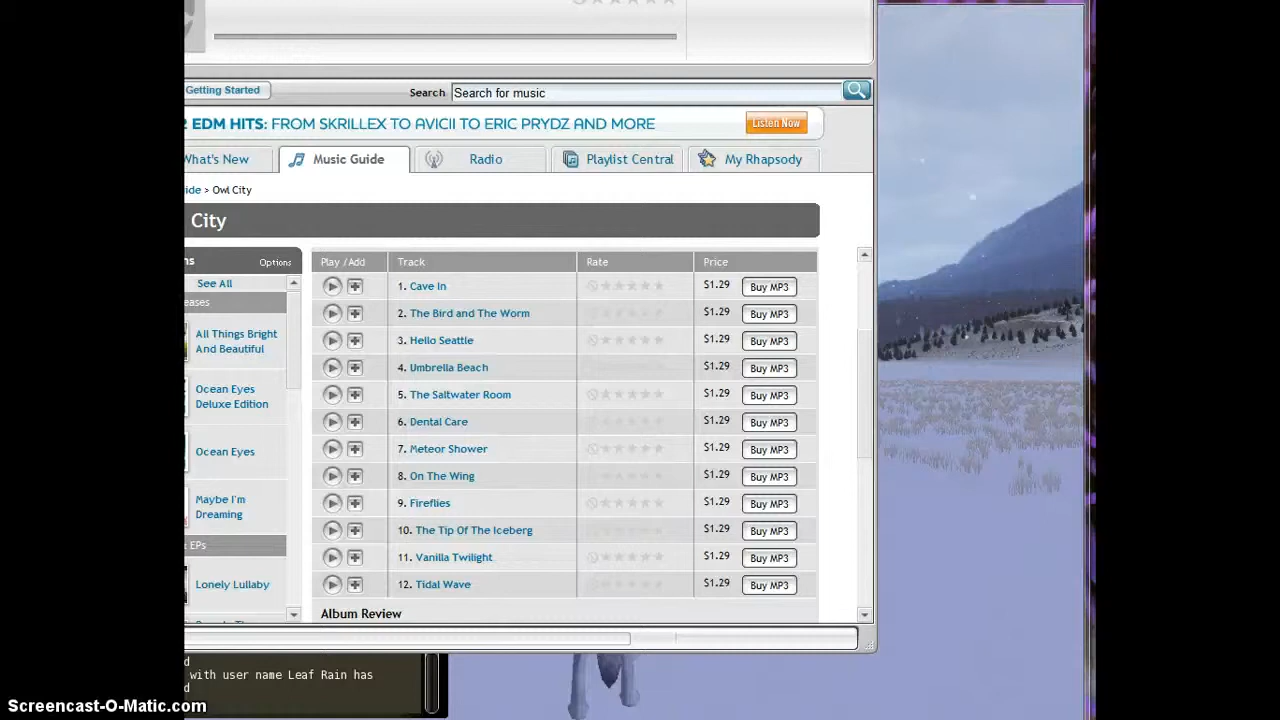 Getting Started
Search Search for music
EDM HITS: FROM SKRILLEX TO AVICII TO ERIC PRYDZ AND MORE Listen Now
What's New Music Guide Radio Playlist Central My Rhapsody
ide > Owl City
City
ns Options
See All
eases
All Things Bright
And Beautiful
Ocean Eyes
Deluxe Edition
Ocean Eyes
Maybe I'm
Dreaming
EPs
Lonely Lullaby
Play /Add Track Rate Price
1. Cave In $1.29 Buy MP3
2. The Bird and The Worm $1.29 Buy MP3
3. Hello Seattle $1.29 Buy MP3
4. Umbrella Beach $1.29 Buy MP3
5. The Saltwater Room $1.29 Buy MP3
6. Dental Care $1.29 Buy MP3
7. Meteor Shower $1.29 Buy MP3
8. On The Wing $1.29 Buy MP3
9. Fireflies $1.29 Buy MP3
10. The Tip Of The Iceberg $1.29 Buy MP3
11. Vanilla Twilight $1.29 Buy MP3
12. Tidal Wave $1.29 Buy MP3
Album Review
d
with user name Leaf Rain has
d
Screencast-O-Matic.com